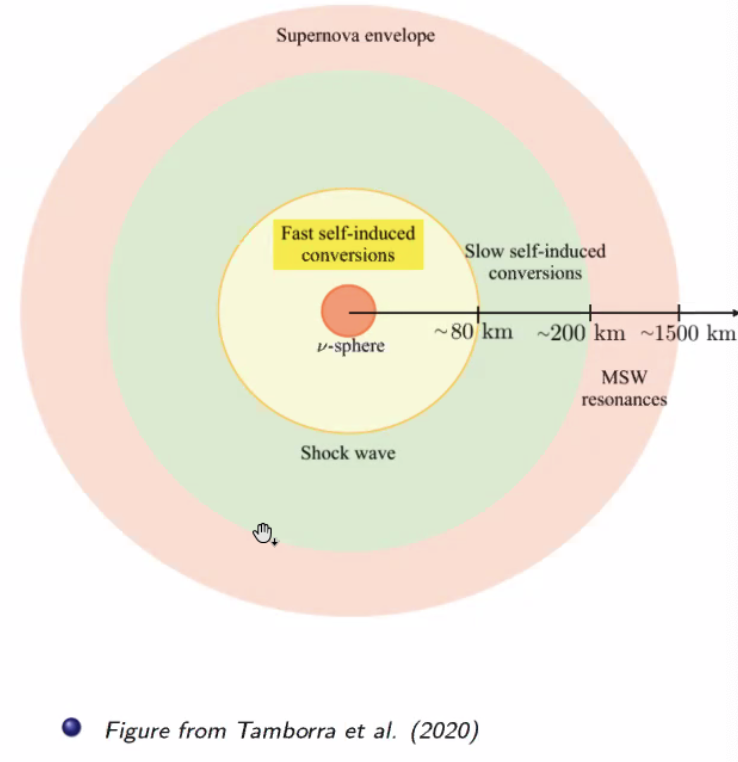 Supernova envelope
Fast self-induced
conversions
Slow self-induced
conversions
ν-sphere
~80 km
~200 km
~1500 km
MSW
resonances
Shock wave
Figure from Tamborra et al. (2020)